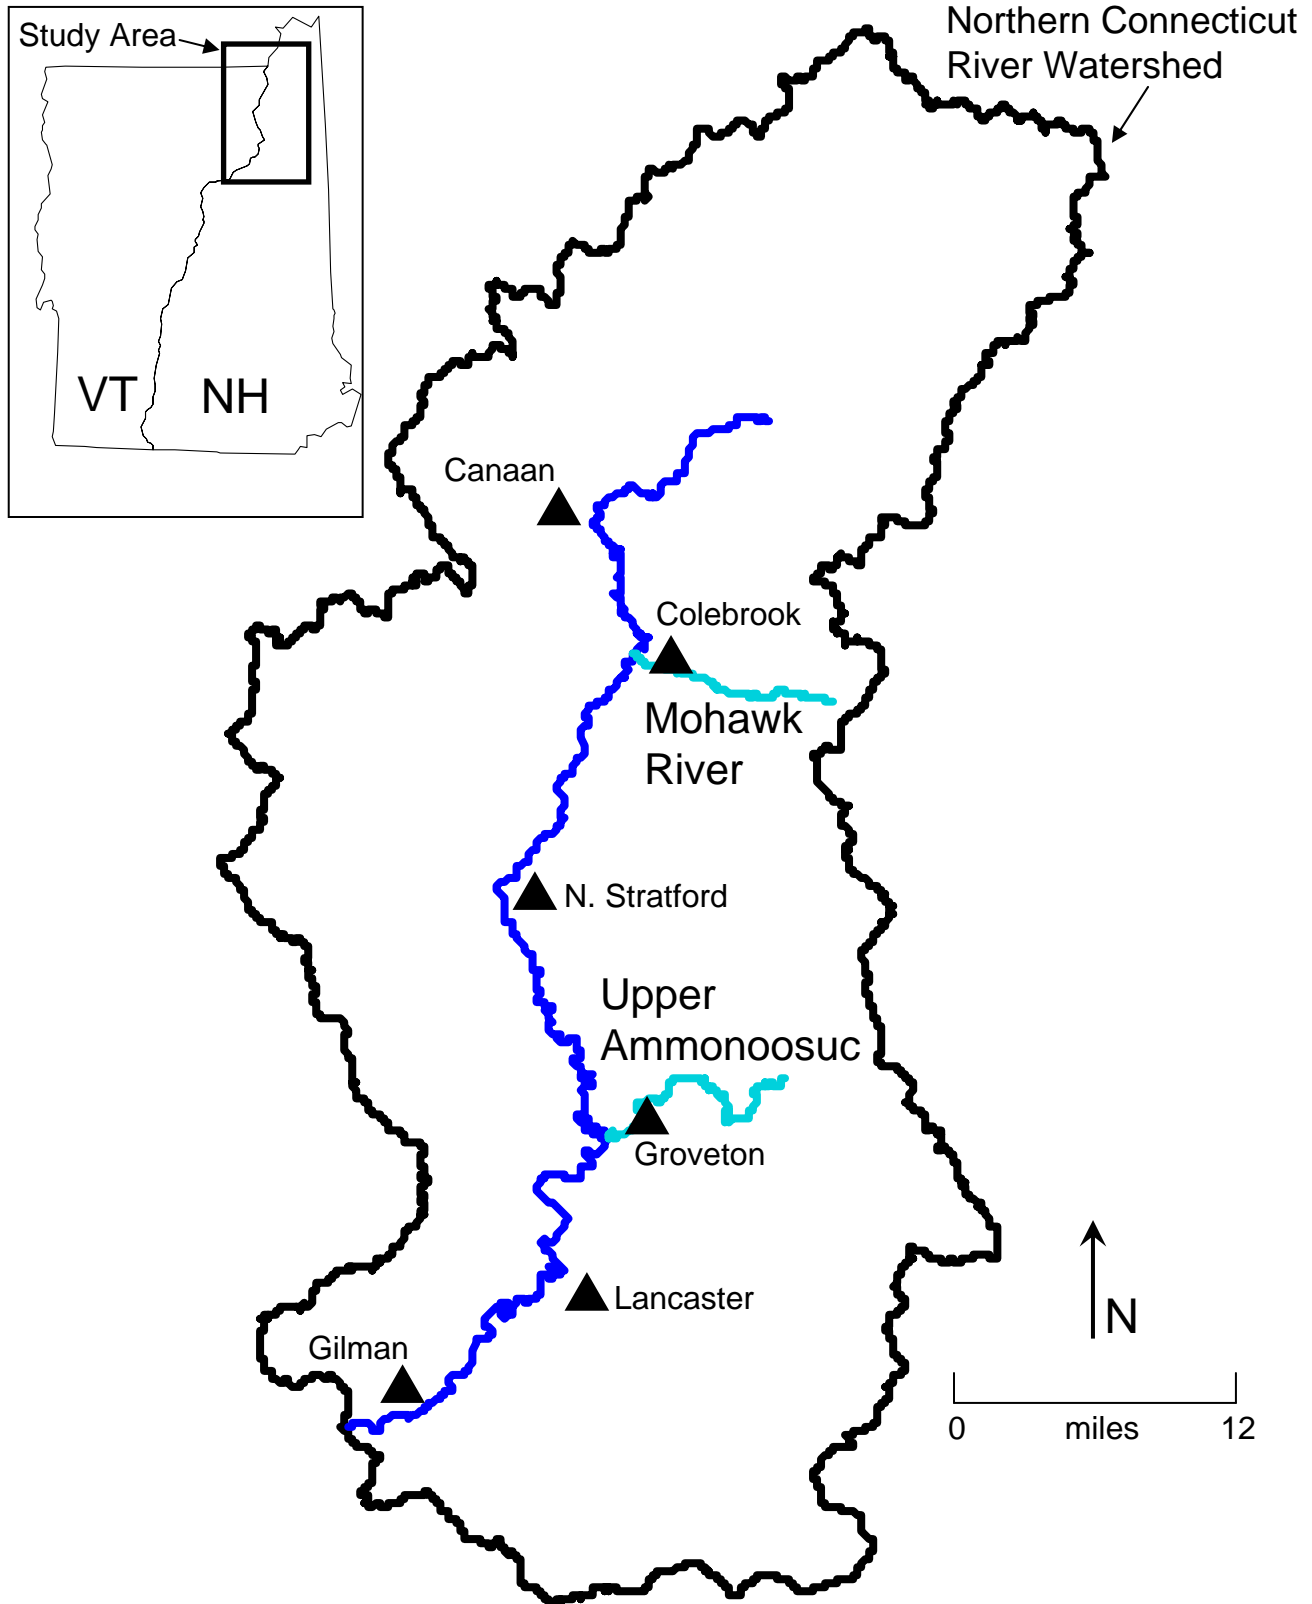 Study Area
VT
NH
Northern Connecticut
River Watershed
Canaan
Colebrook
Mohawk
River
N. Stratford
Upper
Ammonoosuc
Groveton
Lancaster
Gilman
N
0
miles
12